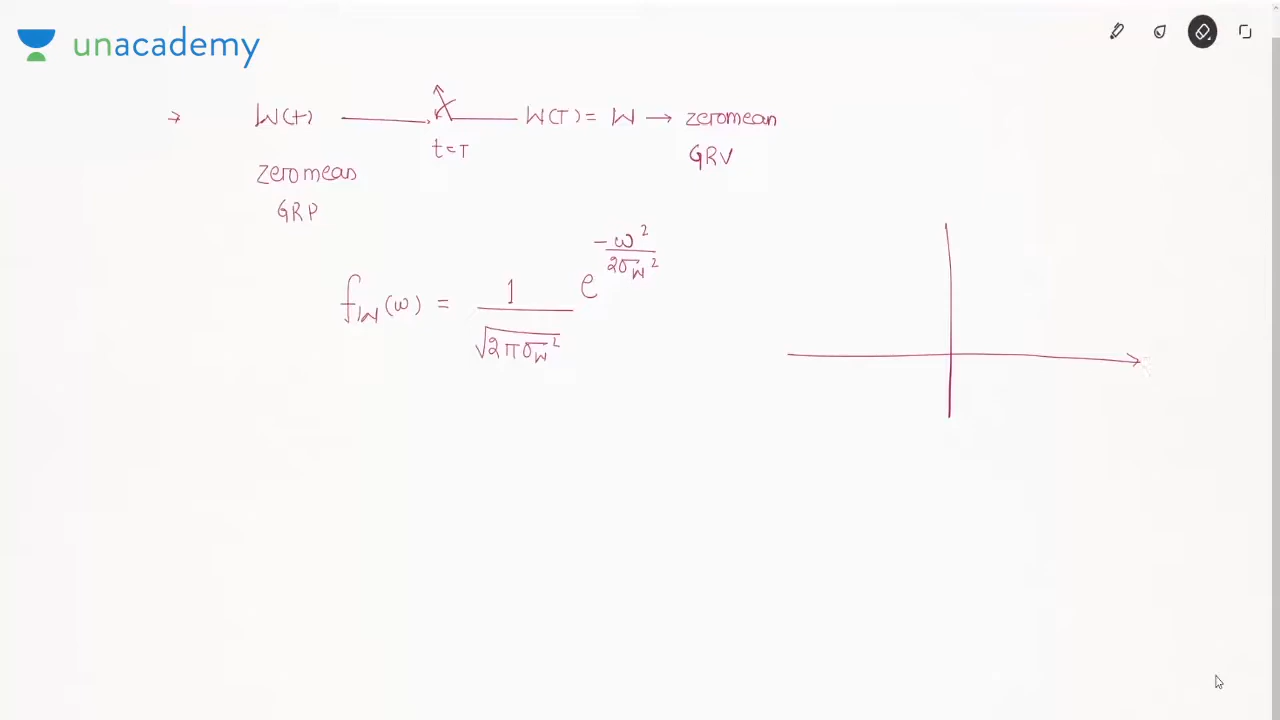 unacademy
→ W(t) W(T) = W → zeromean
t=T GRV
zeromean
GRP
f_W(ω) = 1/√(2πσ_W²) e^(-ω²/2σ_W²)